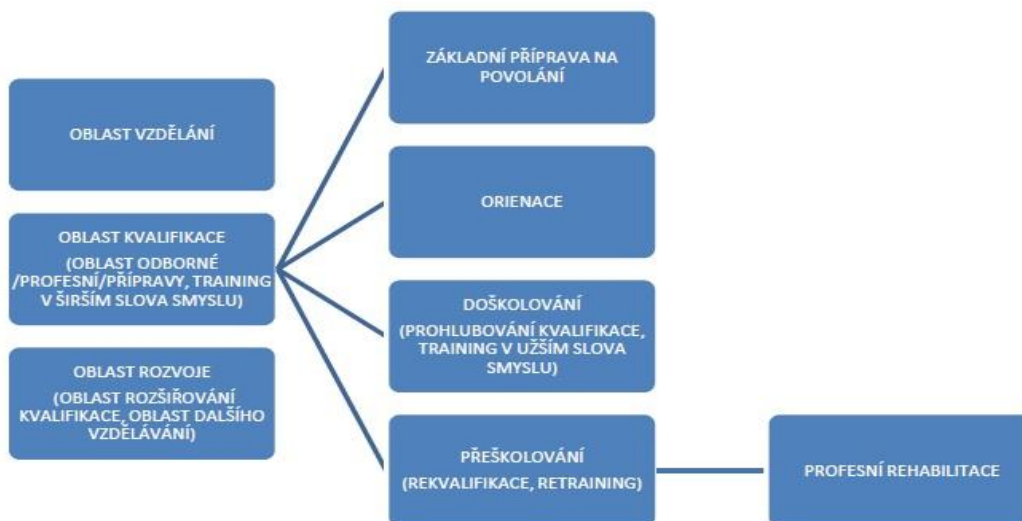 OBLAST VZDĚLÁNÍ
OBLAST KVALIFIKACE
(OBLAST ODBORNÉ
/PROFESNÍ/PŘÍPRAVY, TRAINING
V ŠIRŠÍM SLOVA SMYSLU)
OBLAST ROZVOJE
(OBLAST ROZŠIŘOVÁNÍ
KVALIFIKACE, OBLAST DALŠÍHO
VZDĚLÁVÁNÍ)
ZÁKLADNÍ PŘÍPRAVA NA
POVOLÁNÍ
ORIENACE
DOŠKOLOVÁNÍ
(PROHLUBOVÁNÍ KVALIFIKACE,
TRAINING V UŽŠÍM SLOVA
SMYSLU)
PŘEŠKOLOVÁNÍ
(REKVALIFIKACE, RETRAINING)
PROFESNÍ REHABILITACE